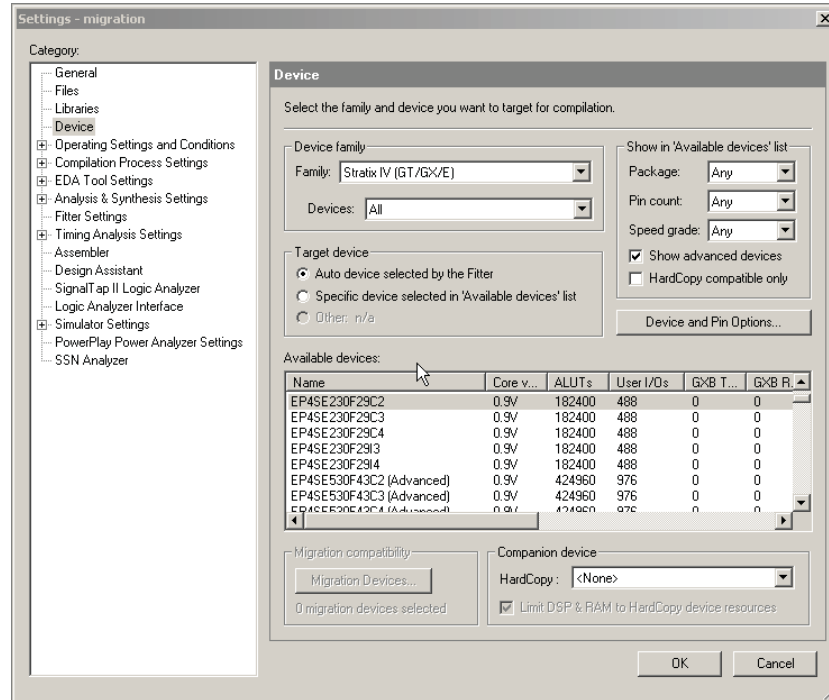 Settings - migration
Category:
General
Files
Libraries
Device
Operating Settings and Conditions
Compilation Process Settings
EDA Tool Settings
Analysis & Synthesis Settings
Fitter Settings
Timing Analysis Settings
Assembler
Design Assistant
SignalTap II Logic Analyzer
Logic Analyzer Interface
Simulator Settings
PowerPlay Power Analyzer Settings
SSN Analyzer
Device
Select the family and device you want to target for compilation.
Device family
Family: Stratix IV (GT/GX/E)
Devices: All
Target device
Auto device selected by the Fitter
Specific device selected in 'Available devices' list
Other: n/a
Show in 'Available devices' list
Package: Any
Pin count: Any
Speed grade: Any
Show advanced devices
HardCopy compatible only
Device and Pin Options...
Available devices:
Name Core v... ALUTs User I/Os GXB T... GXB R.
EP4SE230F29C2 0.9V 182400 488 0 0
EP4SE230F29C3 0.9V 182400 488 0 0
EP4SE230F29C4 0.9V 182400 488 0 0
EP4SE230F29I3 0.9V 182400 488 0 0
EP4SE230F29I4 0.9V 182400 488 0 0
EP4SE530F43C2 (Advanced) 0.9V 424960 976 0 0
EP4SE530F43C3 (Advanced) 0.9V 424960 976 0 0
EP4SE530F43C4 (Advanced) 0.9V 424960 976 0 0
Migration compatibility
Migration Devices...
0 migration devices selected
Companion device
HardCopy : <None>
Limit DSP & RAM to HardCopy device resources
OK
Cancel